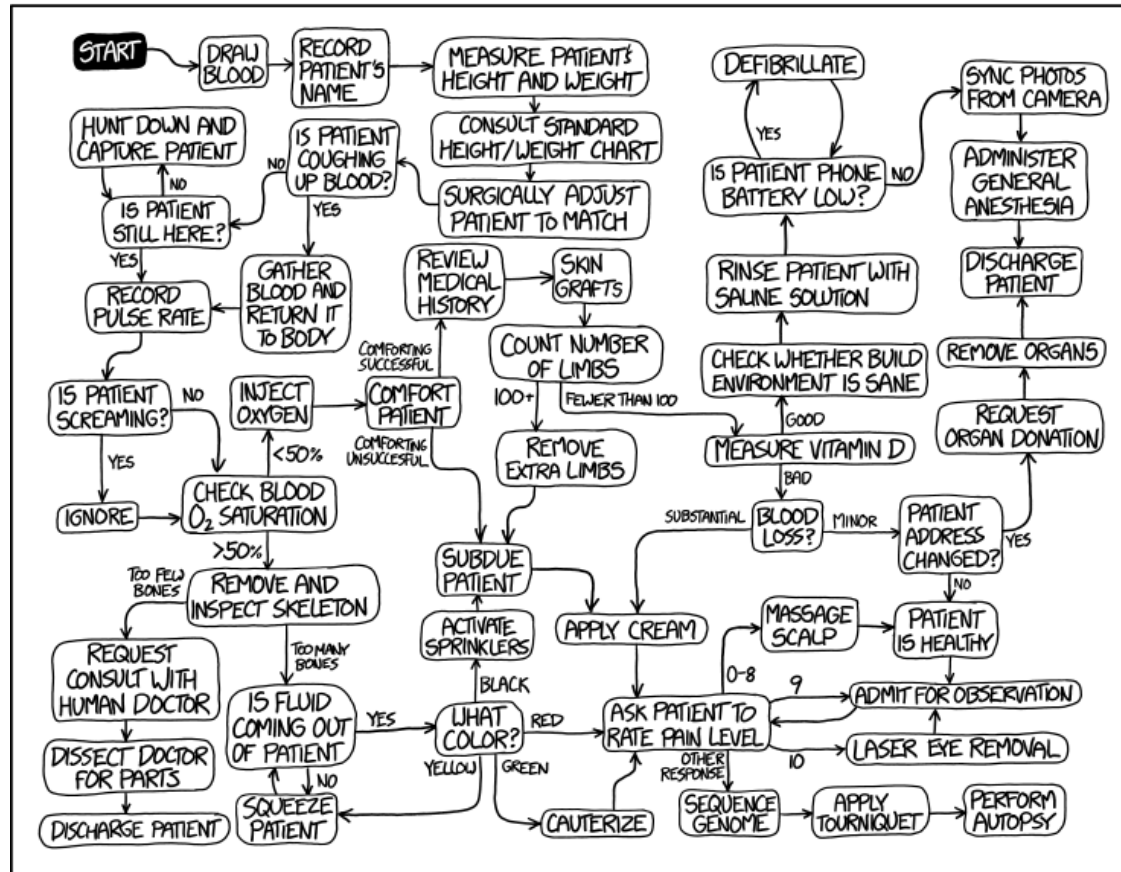 START
DRAW
BLOOD
RECORD
PATIENT'S
NAME
MEASURE PATIENT'S
HEIGHT AND WEIGHT
CONSULT STANDARD
HEIGHT/WEIGHT CHART
SURGICALLY ADJUST
PATIENT TO MATCH
IS PATIENT
COUGHING
UP BLOOD?
NO
YES
HUNT DOWN AND
CAPTURE PATIENT
NO
IS PATIENT
STILL HERE?
YES
GATHER
BLOOD AND
RETURN IT
TO BODY
RECORD
PULSE RATE
IS PATIENT
SCREAMING?
NO
YES
IGNORE
CHECK BLOOD
O2 SATURATION
<50%
>50%
INJECT
OXYGEN
COMFORT
PATIENT
COMFORTING
SUCCESSFUL
COMFORTING
UNSUCCESFUL
REVIEW
MEDICAL
HISTORY
SKIN
GRAFTS
COUNT NUMBER
OF LIMBS
100+
FEWER THAN 100
REMOVE
EXTRA LIMBS
SUBDUE
PATIENT
ACTIVATE
SPRINKLERS
REMOVE AND
INSPECT SKELETON
TOO FEW
BONES
TOO MANY
BONES
REQUEST
CONSULT WITH
HUMAN DOCTOR
DISSECT DOCTOR
FOR PARTS
DISCHARGE PATIENT
IS FLUID
COMING OUT
OF PATIENT
YES
NO
SQUEEZE
PATIENT
WHAT
COLOR?
BLACK
RED
YELLOW
GREEN
CAUTERIZE
APPLY CREAM
ASK PATIENT TO
RATE PAIN LEVEL
0-8
9
10
OTHER
RESPONSE
MASSAGE
SCALP
PATIENT
IS HEALTHY
ADMIT FOR OBSERVATION
LASER EYE REMOVAL
SEQUENCE
GENOME
APPLY
TOURNIQUET
PERFORM
AUTOPSY
MEASURE VITAMIN D
GOOD
BAD
BLOOD
LOSS?
SUBSTANTIAL
MINOR
PATIENT
ADDRESS
CHANGED?
YES
NO
CHECK WHETHER BUILD
ENVIRONMENT IS SANE
RINSE PATIENT WITH
SALINE SOLUTION
IS PATIENT PHONE
BATTERY LOW?
YES
NO
DEFIBRILLATE
SYNC PHOTOS
FROM CAMERA
ADMINISTER
GENERAL
ANESTHESIA
DISCHARGE
PATIENT
REMOVE ORGANS
REQUEST
ORGAN DONATION